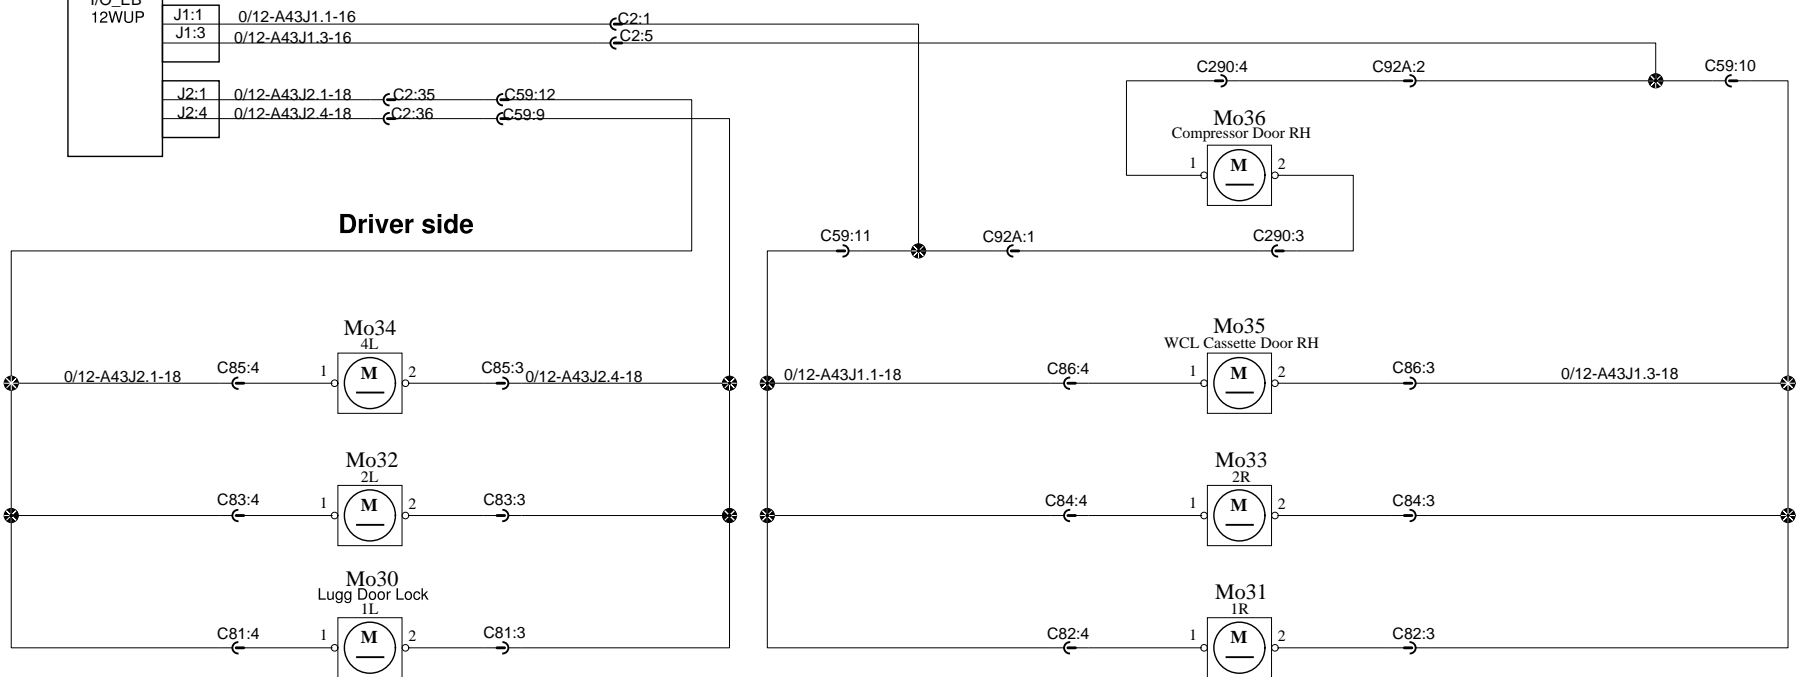 12WUP
J1:1
0/12-A43J1.1-16
C2:1
J1:3
0/12-A43J1.3-16
C2:5
C290:4
C92A:2
C59:10
J2:1
0/12-A43J2.1-18
C2:35
C59:12
J2:4
0/12-A43J2.4-18
C2:36
C59:9
Mo36
Compressor Door RH
1
M
2
Driver side
C59:11
C92A:1
C290:3
Mo34
4L
0/12-A43J2.1-18
C85:4
1
M
2
C85:3
0/12-A43J2.4-18
Mo35
WCL Cassette Door RH
0/12-A43J1.1-18
C86:4
1
M
2
C86:3
0/12-A43J1.3-18
Mo32
2L
C83:4
1
M
2
C83:3
Mo33
2R
C84:4
1
M
2
C84:3
Mo30
Lugg Door Lock
1L
C81:4
1
M
2
C81:3
Mo31
1R
C82:4
1
M
2
C82:3